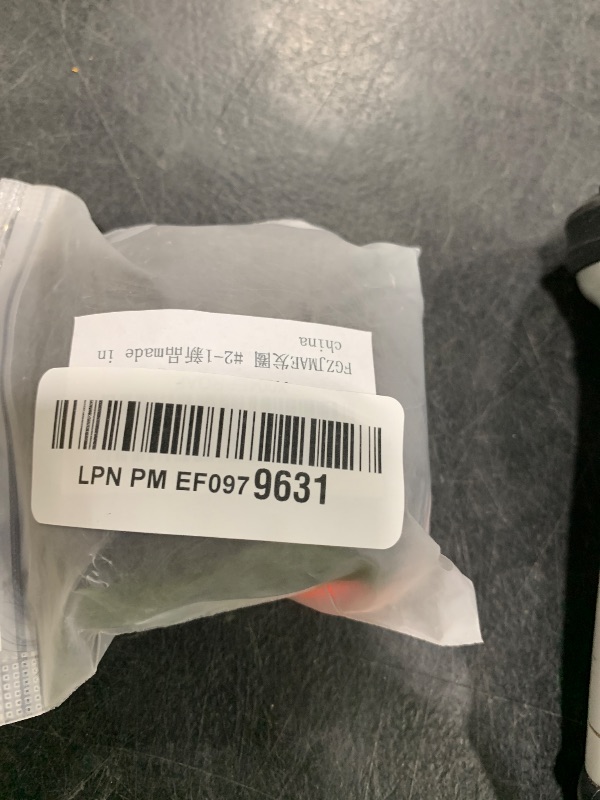 FGZJMAF发圈 #2-1新品made in
china
LPN PM EF0979631